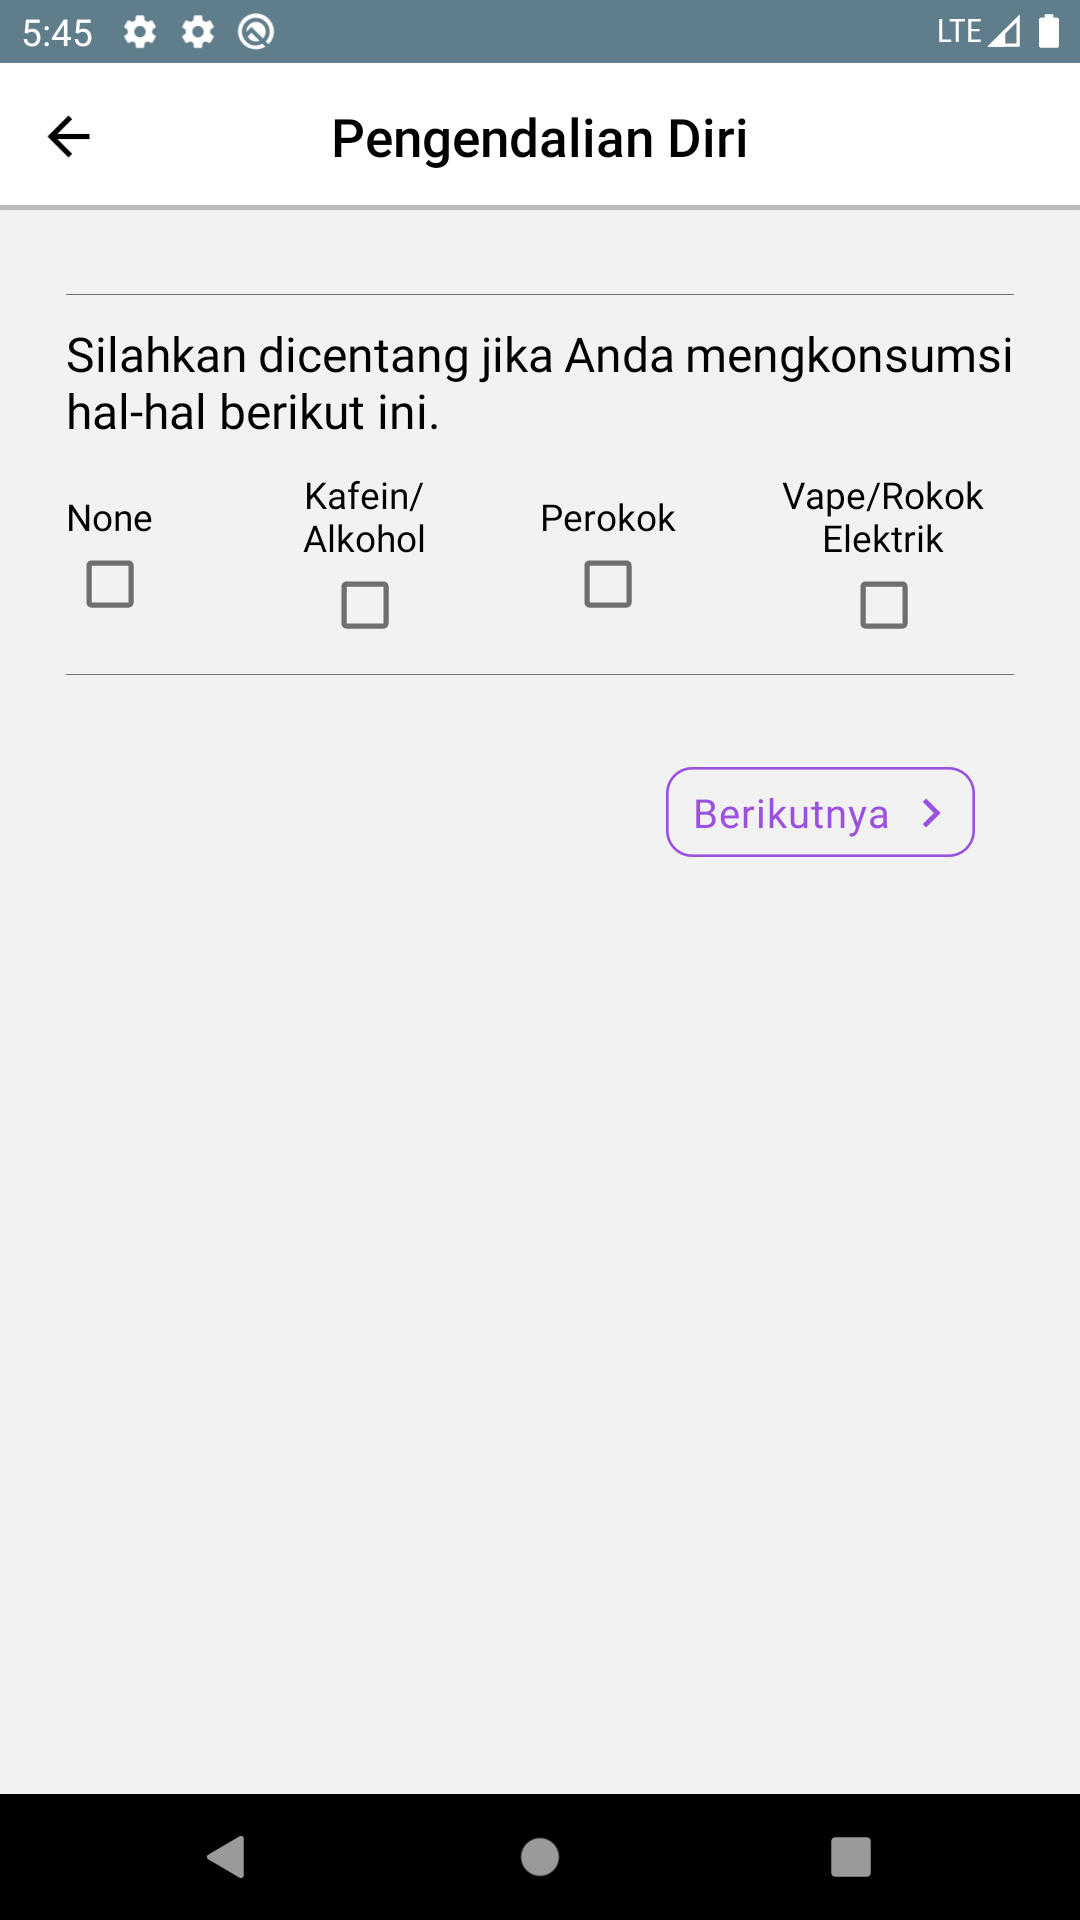 5:45 LTE
Pengendalian Diri
Silahkan dicentang jika Anda mengkonsumsi
hal-hal berikut ini.
None
Kafein/
Alkohol
Perokok
Vape/Rokok
Elektrik
Berikutnya